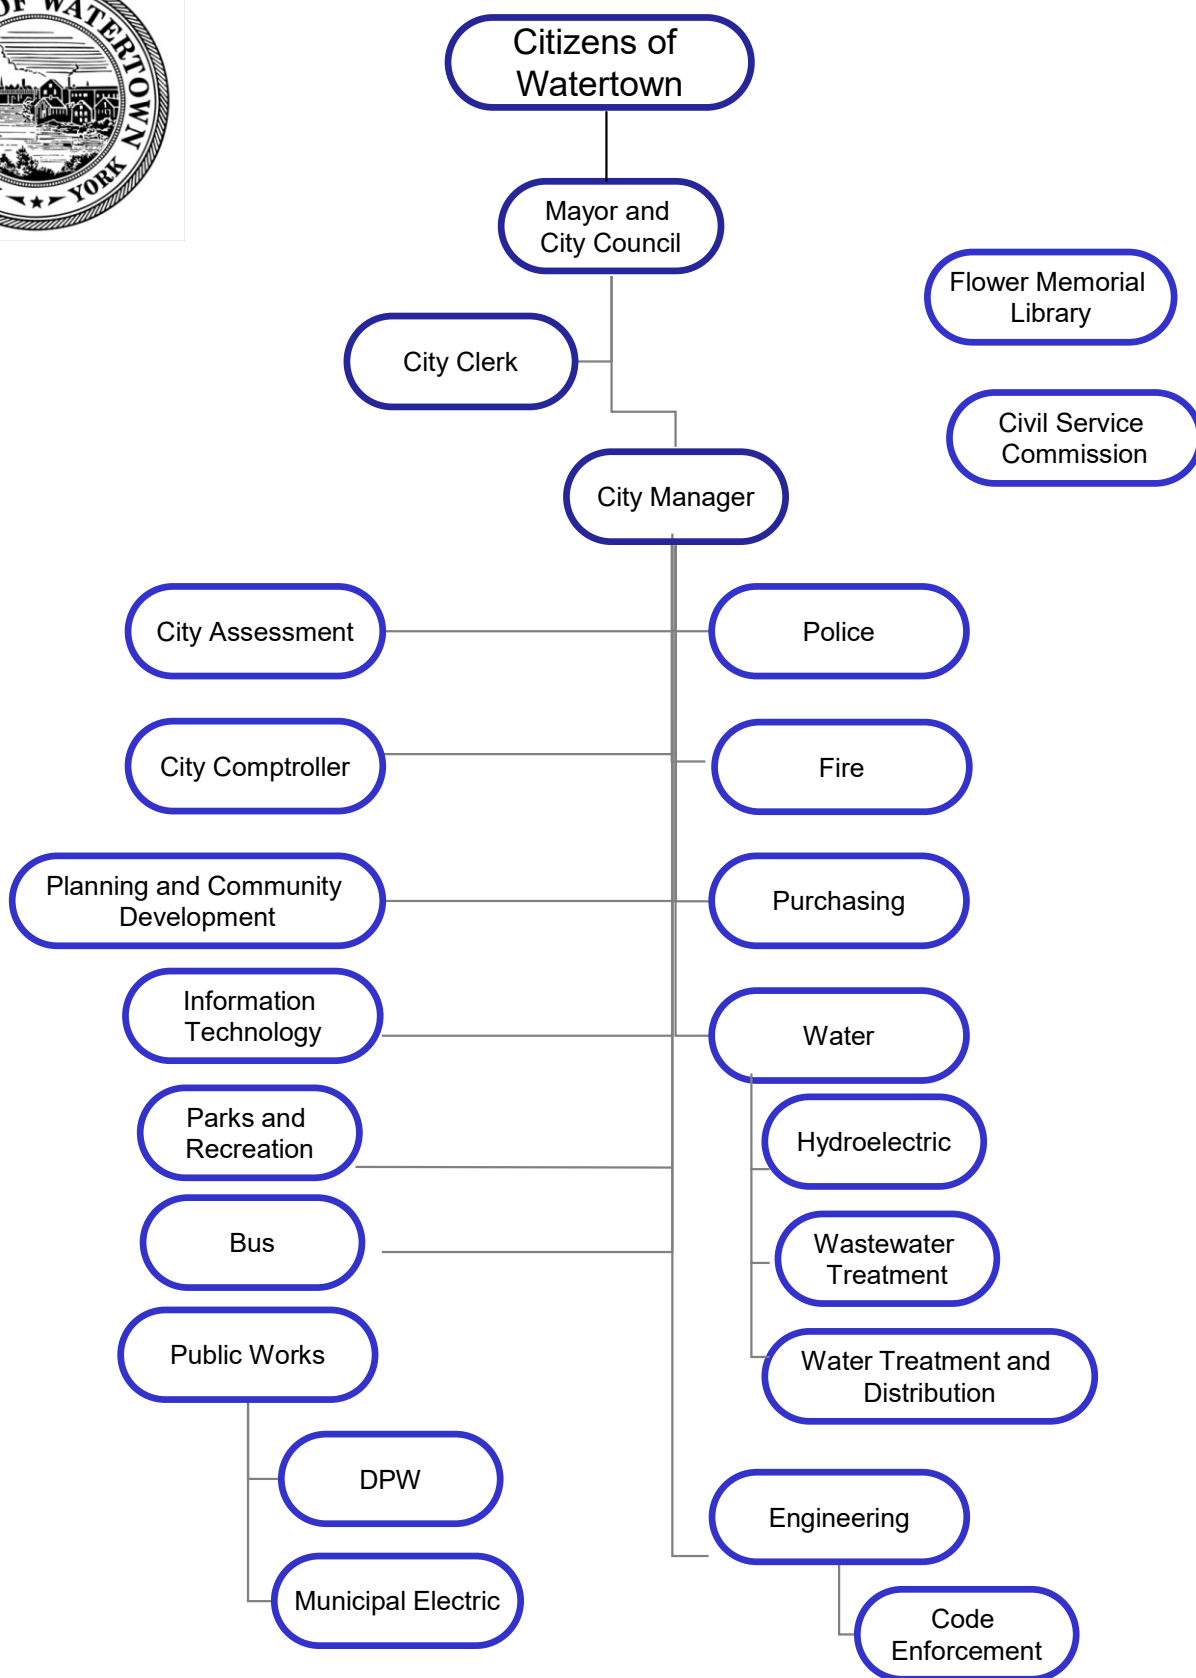 OF WATERTOWN
YORK
Citizens of
Watertown
Mayor and
City Council
Flower Memorial
Library
City Clerk
Civil Service
Commission
City Manager
City Assessment
Police
City Comptroller
Fire
Planning and Community
Development
Purchasing
Information
Technology
Water
Parks and
Recreation
Hydroelectric
Bus
Wastewater
Treatment
Public Works
Water Treatment and
Distribution
DPW
Engineering
Municipal Electric
Code
Enforcement